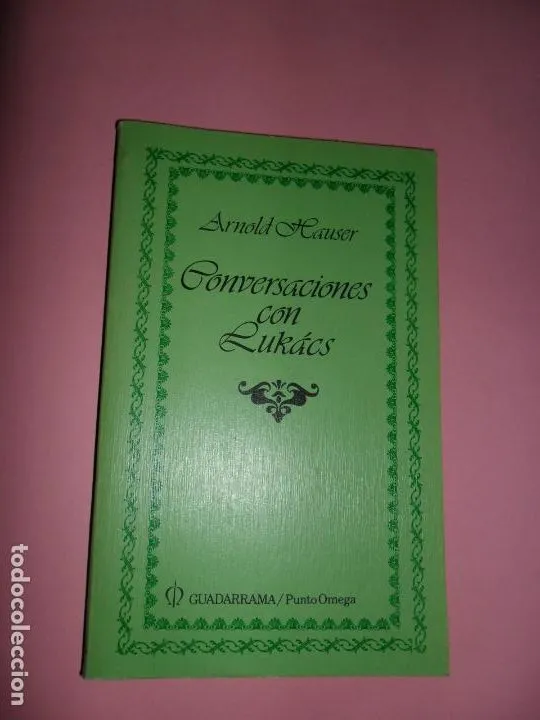 Arnold Hauser
Conversaciones
con
Lukács
GUADARRAMA/Punto Omega
todocoleccion